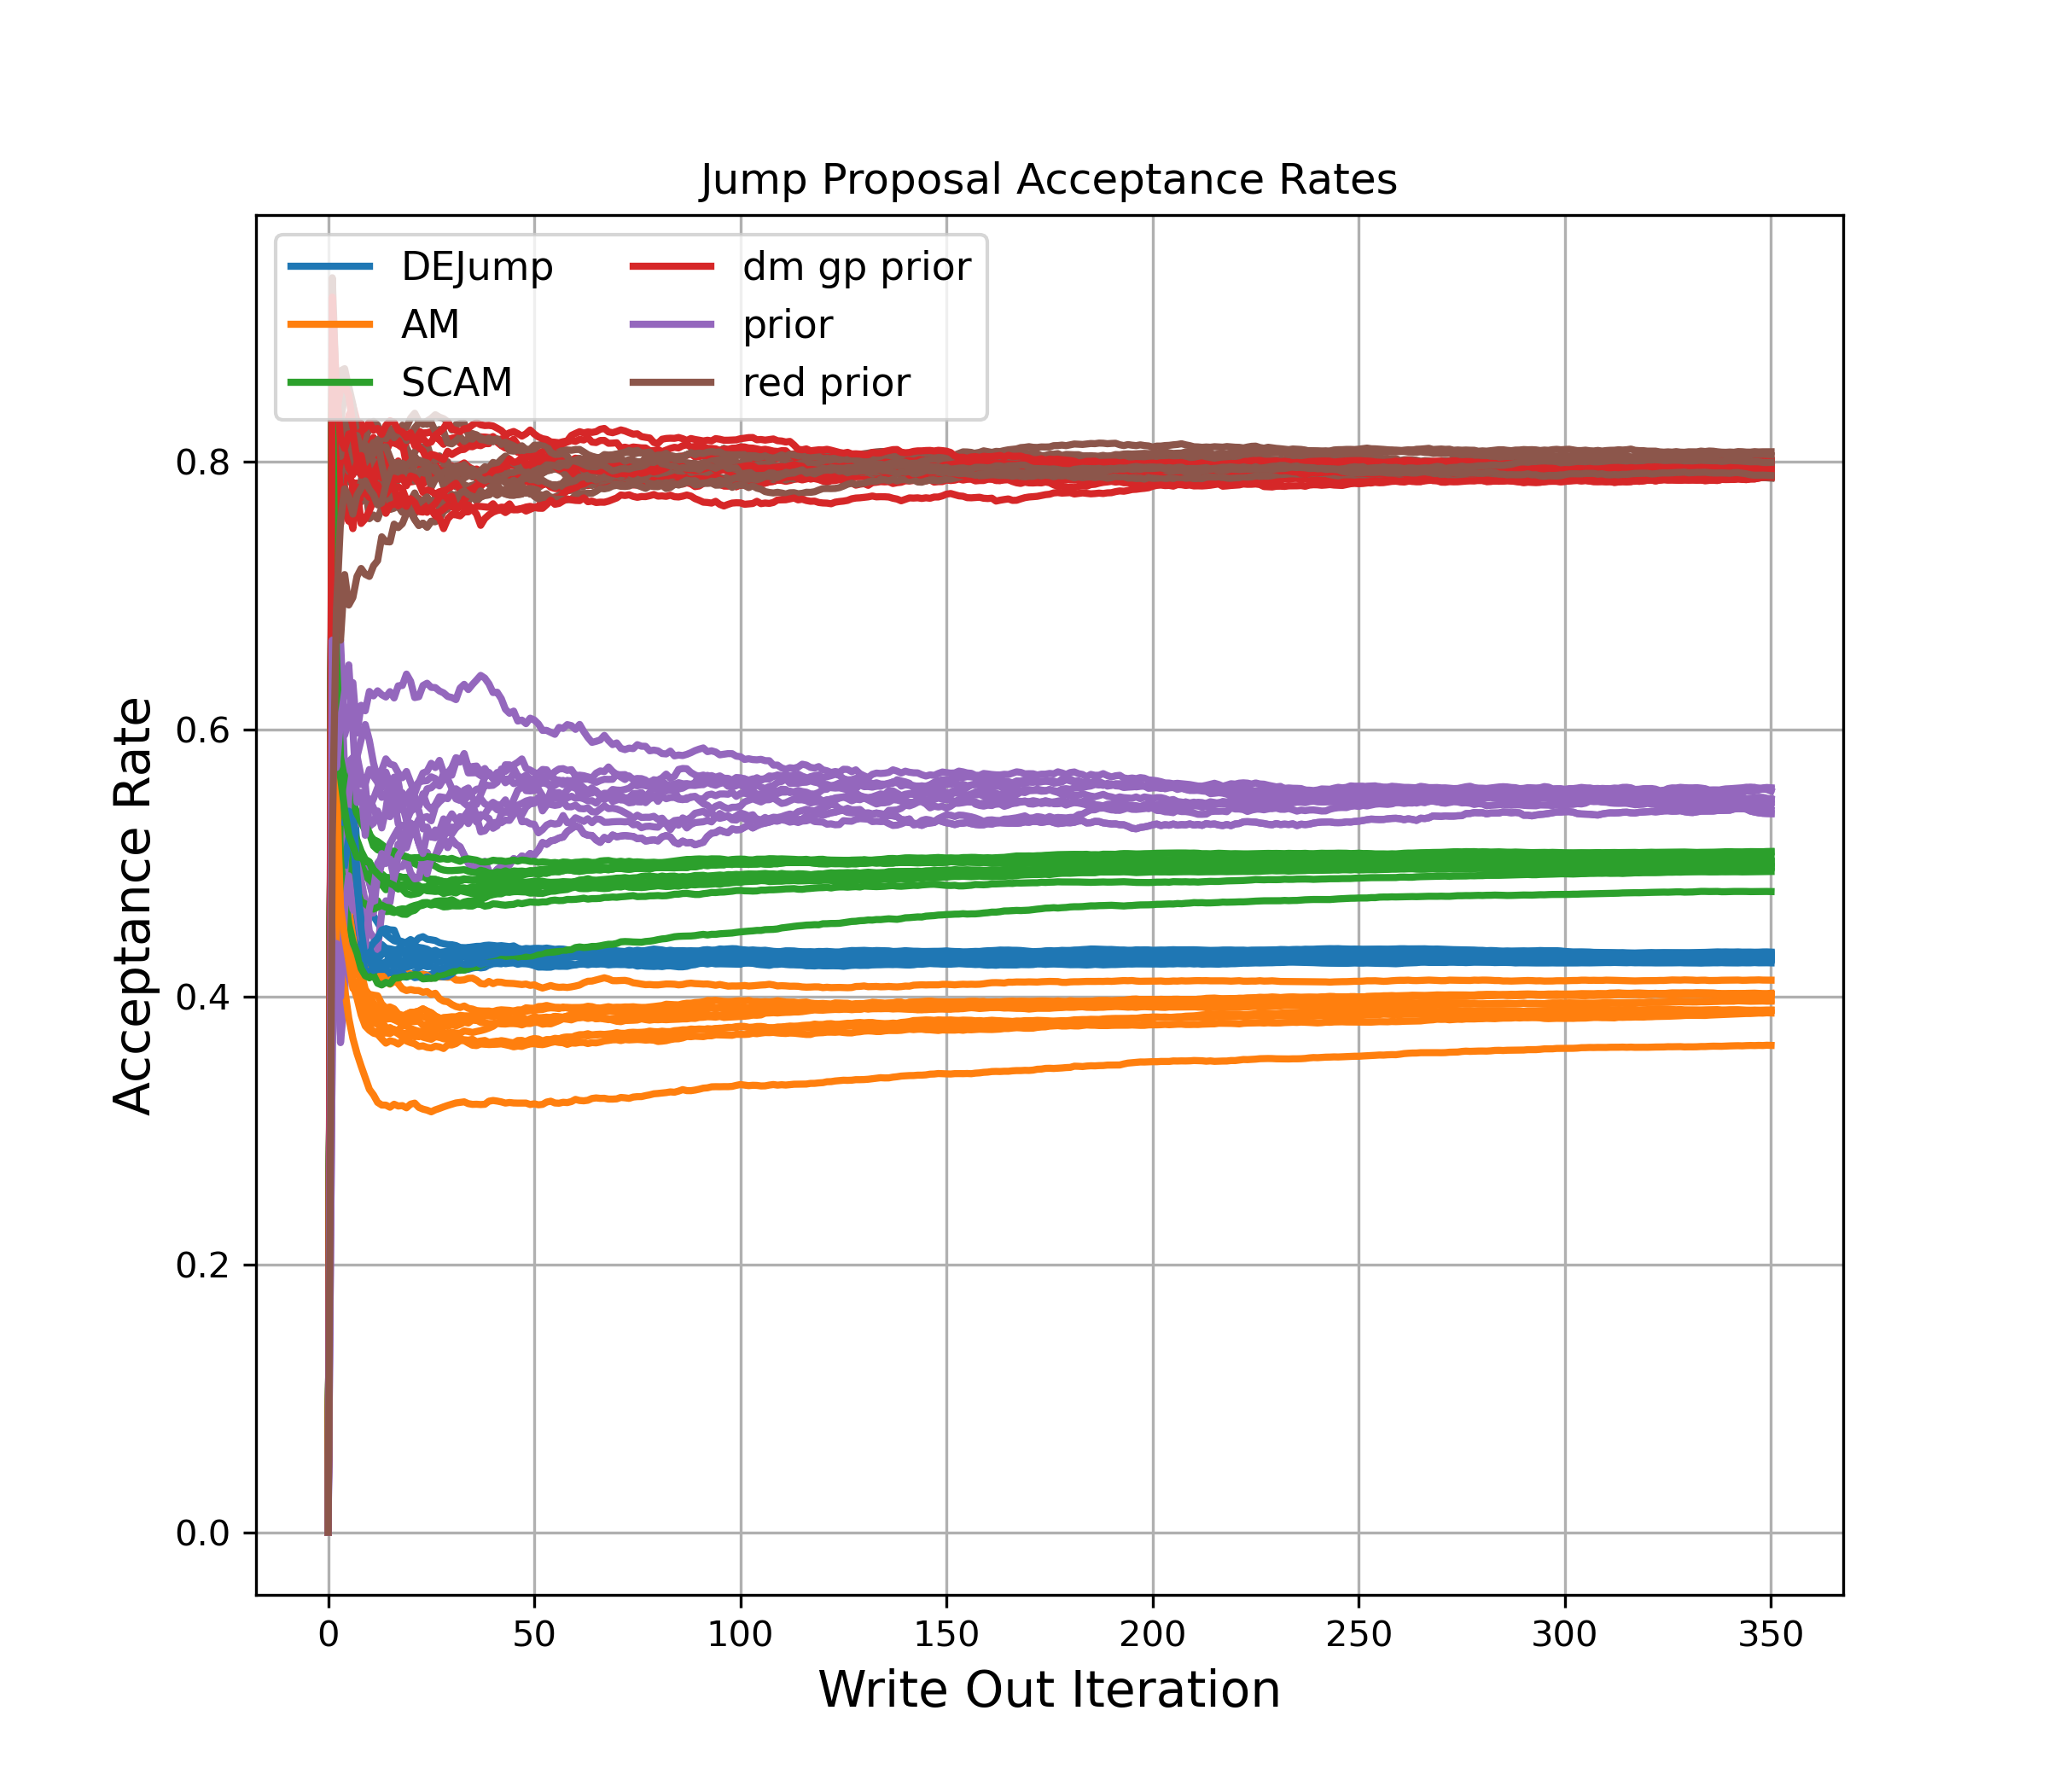 Jump Proposal Acceptance Rates
DEJump
AM
SCAM
dm gp prior
prior
red prior
Acceptance Rate
0.8
0.6
0.4
0.2
0.0
0 50 100 150 200 250 300 350
Write Out Iteration